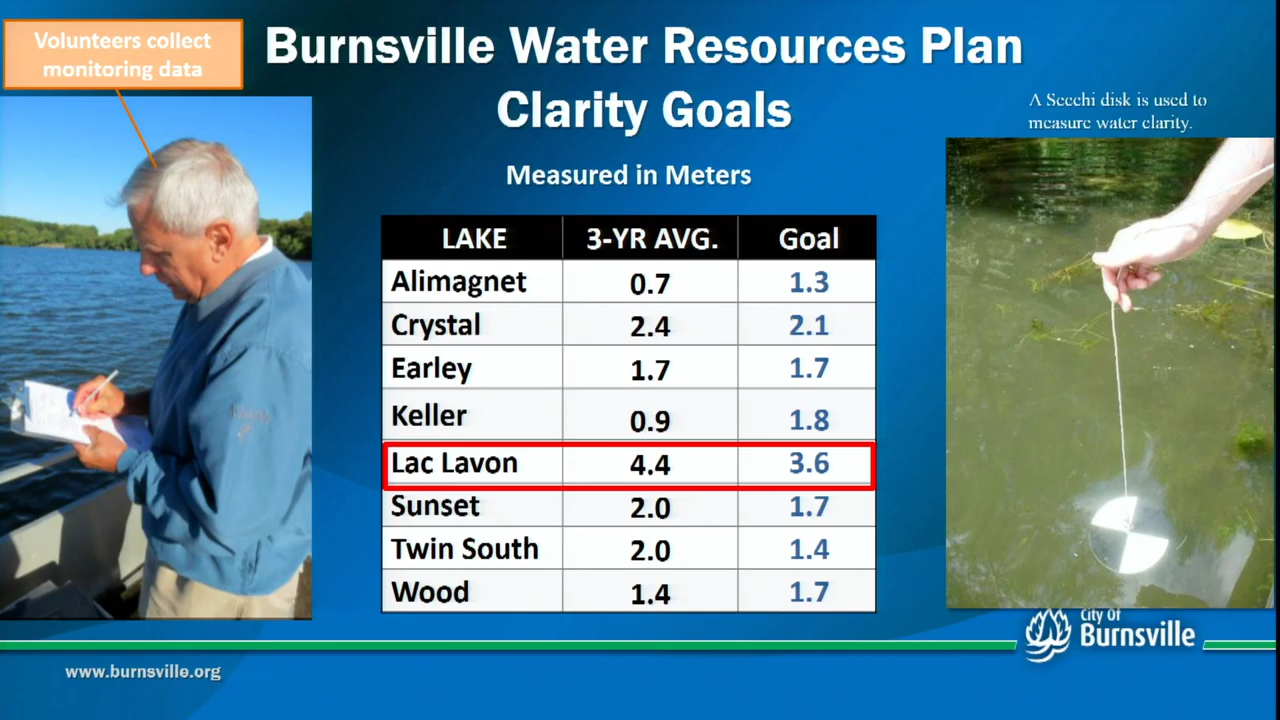 Volunteers collect
monitoring data
Burnsville Water Resources Plan
Clarity Goals
Measured in Meters
A Secchi disk is used to
measure water clarity.
LAKE 3-YR AVG. Goal
Alimagnet 0.7 1.3
Crystal 2.4 2.1
Earley 1.7 1.7
Keller 0.9 1.8
Lac Lavon 4.4 3.6
Sunset 2.0 1.7
Twin South 2.0 1.4
Wood 1.4 1.7
City Of
Burnsville
www.burnsville.org